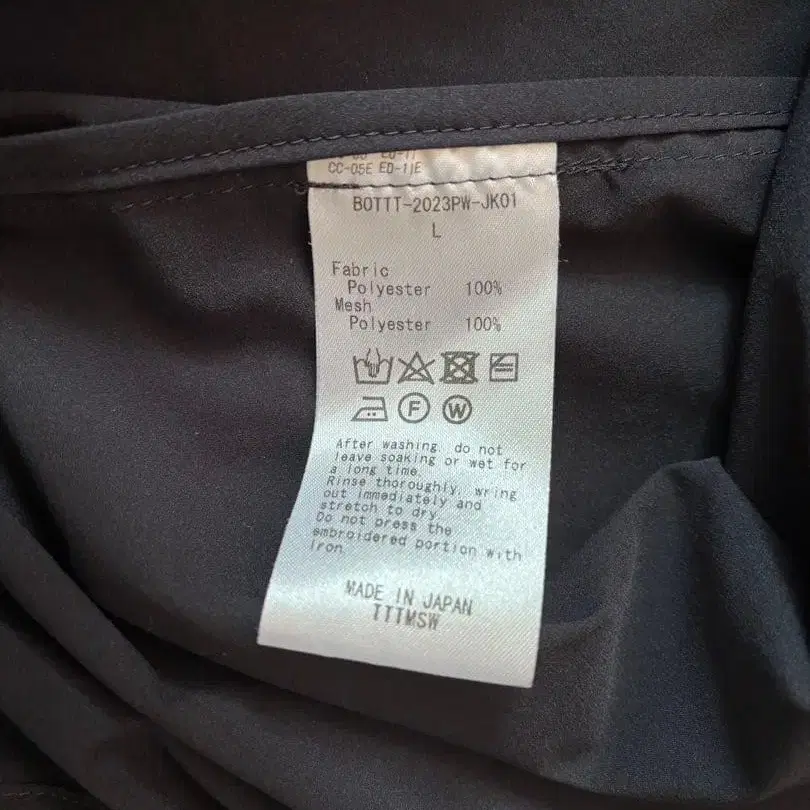 CC-05E ED-1JE
BOTTT-2023PW-JK01
L
Fabric
Polyester 100%
Mesh
Polyester 100%
F W
After washing, do not
leave soaking or wet for
a long time.
Rinse thoroughly, wring
out immediately and
stretch to dry.
Do not press the
embroidered portion with
iron.
MADE IN JAPAN
TTTMSW